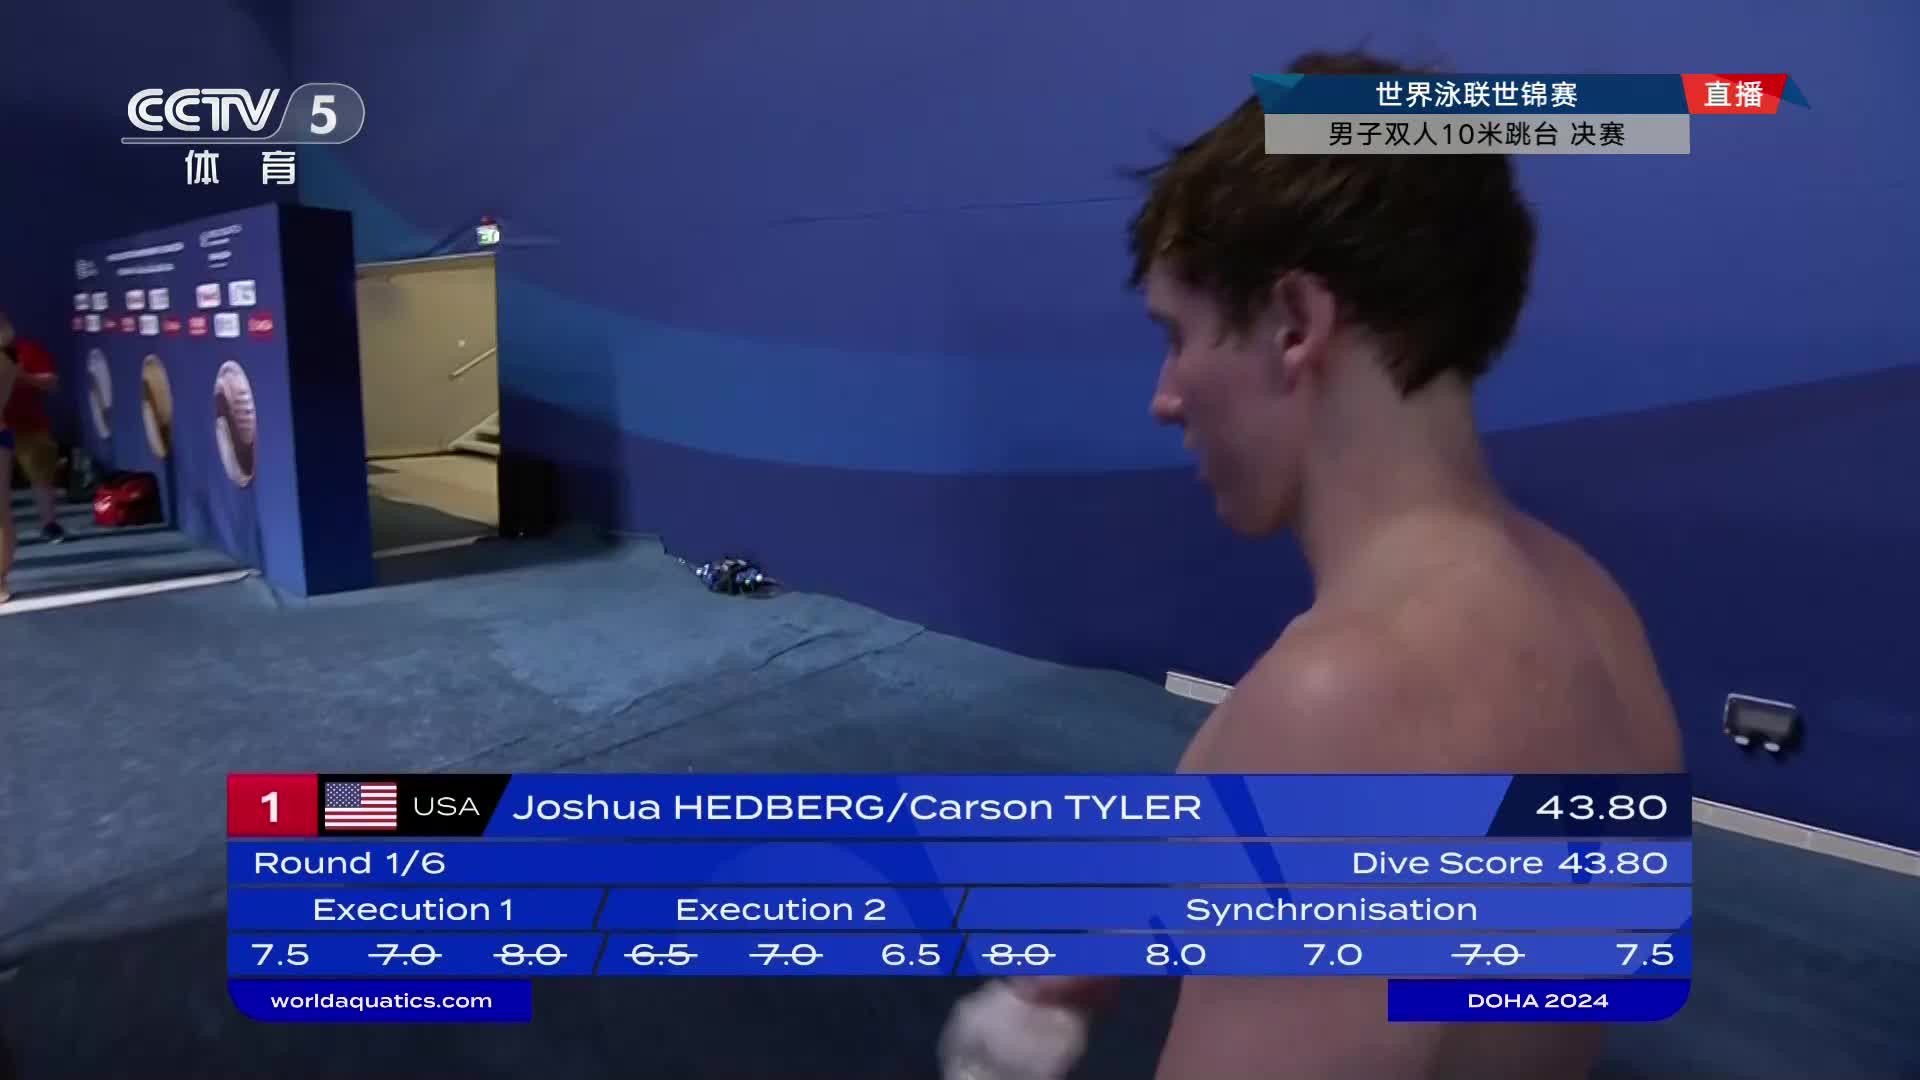 CCTV 5
体 育
世界泳联世锦赛 直播
男子双人10米跳台 决赛
1 USA Joshua HEDBERG/Carson TYLER 43.80
Round 1/6 Dive Score 43.80
Execution 1 Execution 2 Synchronisation
7.5 7.0 8.0 6.5 7.0 6.5 8.0 8.0 7.0 7.0 7.5
worldaquatics.com DOHA 2024